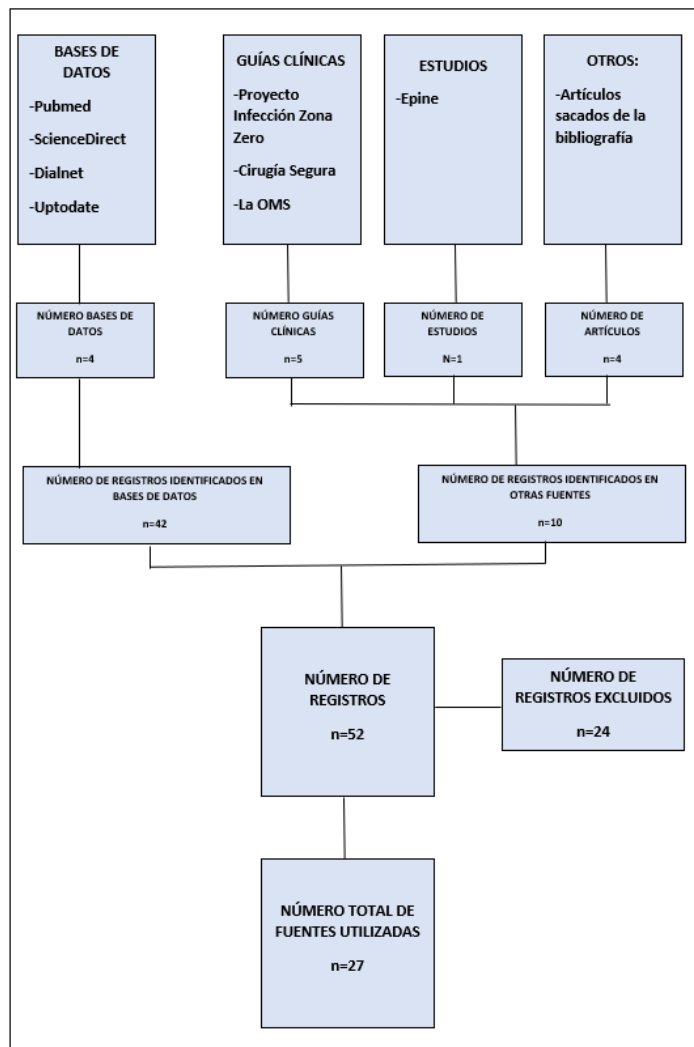 BASES DE
DATOS
-Pubmed
-ScienceDirect
-Dialnet
-Uptodate
GUÍAS CLÍNICAS
-Proyecto
Infección Zona
Zero
-Cirugía Segura
-La OMS
ESTUDIOS
-Epine
OTROS:
-Artículos
sacados de la
bibliografía
NÚMERO BASES DE
DATOS
n=4
NÚMERO GUÍAS
CLÍNICAS
n=5
NÚMERO DE
ESTUDIOS
N=1
NÚMERO DE
ARTÍCULOS
n=4
NÚMERO DE REGISTROS IDENTIFICADOS EN
BASES DE DATOS
n=42
NÚMERO DE REGISTROS IDENTIFICADOS EN
OTRAS FUENTES
n=10
NÚMERO DE
REGISTROS
n=52
NÚMERO DE
REGISTROS EXCLUIDOS
n=24
NÚMERO TOTAL DE
FUENTES UTILIZADAS
n=27